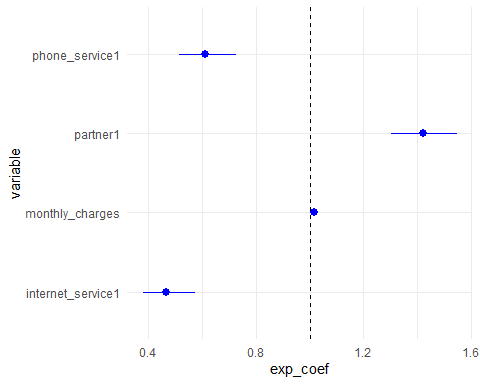 phone_service1
partner1
monthly_charges
internet_service1
variable
0.4 0.8 1.2 1.6
exp_coef